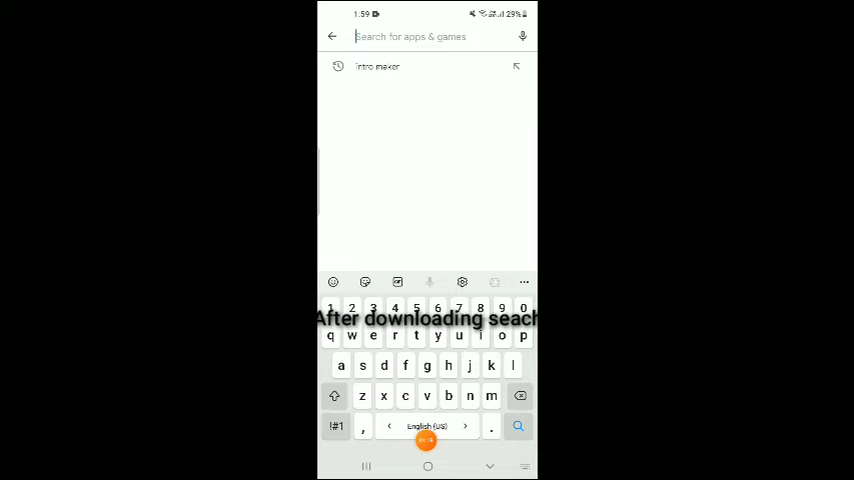 1:59 29%
Search for apps & games
intro maker
1 2 3 4 5 6 7 8 9 0
After downloading seach
q w e r t y u i o p
a s d f g h j k l
z x c v b n m
!#1 , < English (US) > .